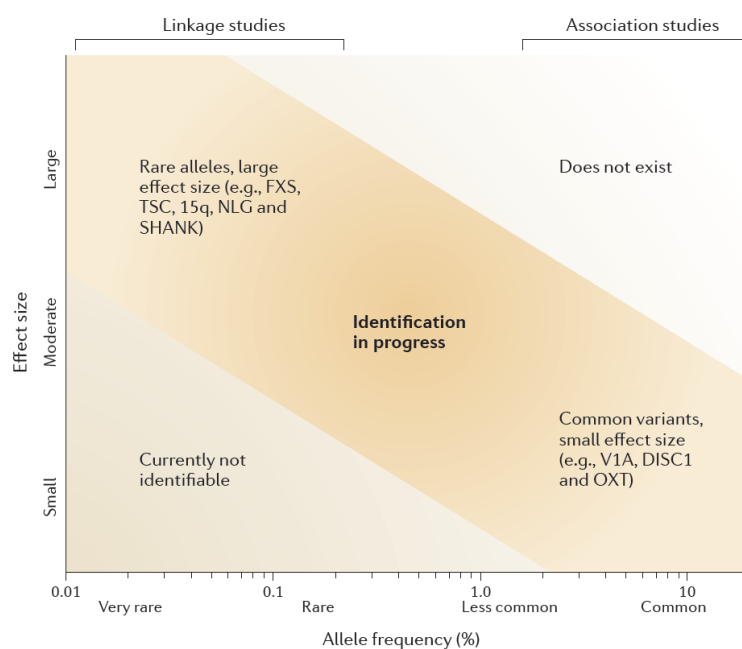 Linkage studies
Association studies
Large
Moderate
Small
Effect size
Rare alleles, large
effect size (e.g., FXS,
TSC, 15q, NLG and
SHANK)
Does not exist
Identification
in progress
Currently not
identifiable
Common variants,
small effect size
(e.g., V1A, DISC1
and OXT)
0.01
0.1
1.0
10
Very rare
Rare
Less common
Common
Allele frequency (%)